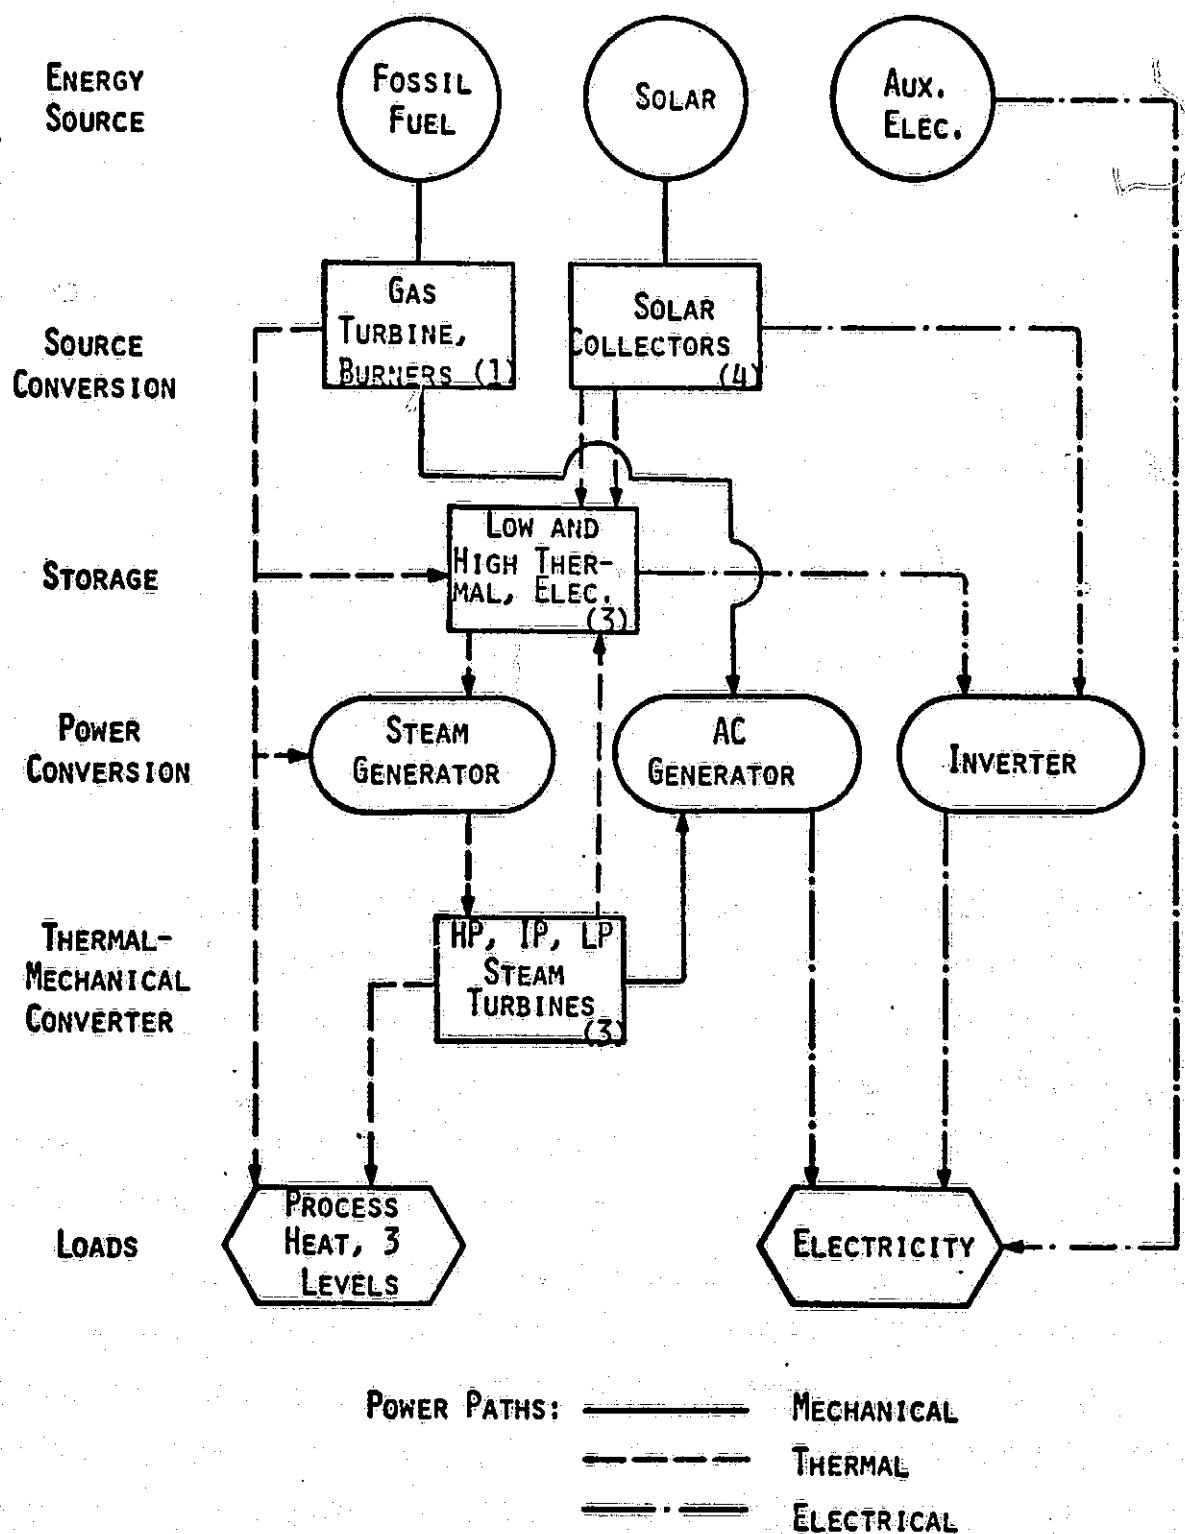 ENERGY
SOURCE
FOSSIL
FUEL
SOLAR
AUX.
ELEC.
SOURCE
CONVERSION
GAS
TURBINE,
BURNERS (1)
SOLAR
COLLECTORS
(4)
STORAGE
LOW AND
HIGH THER-
MAL, ELEC.
(3)
POWER
CONVERSION
STEAM
GENERATOR
AC
GENERATOR
INVERTER
THERMAL-
MECHANICAL
CONVERTER
HP, IP, LP
STEAM
TURBINES
(3)
LOADS
PROCESS
HEAT, 3
LEVELS
ELECTRICITY
POWER PATHS:
MECHANICAL
THERMAL
ELECTRICAL